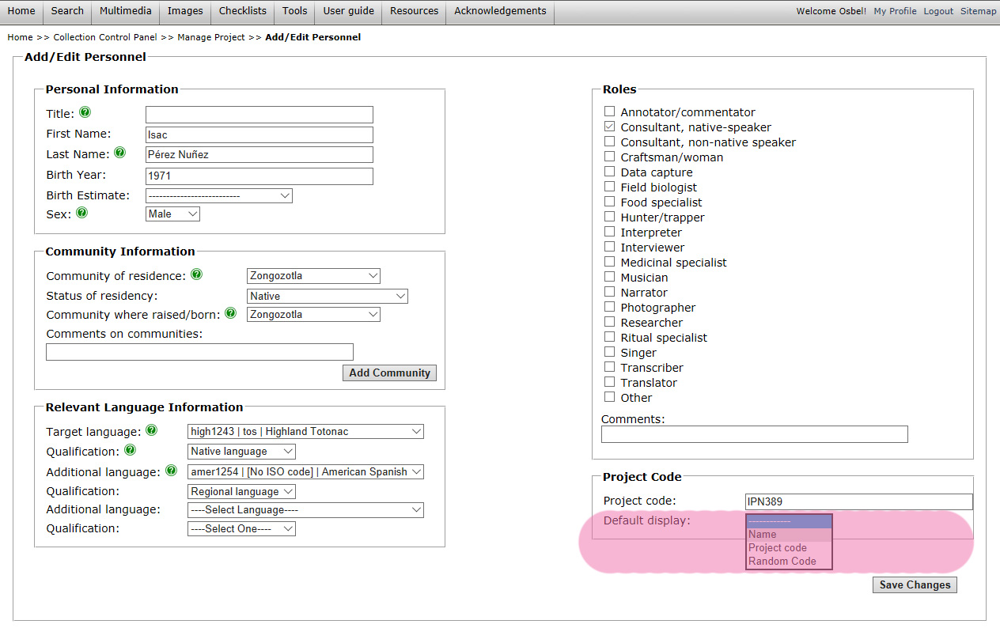 Home Search Multimedia Images Checklists Tools User guide Resources Acknowledgements Welcome Osbel! My Profile Logout Sitemap
Home >> Collection Control Panel >> Manage Project >> Add/Edit Personnel
Add/Edit Personnel
Personal Information
Title:
First Name: Isac
Last Name: Pérez Nuñez
Birth Year: 1971
Birth Estimate: --------------------------
Sex: Male
Community Information
Community of residence: Zongozotla
Status of residency: Native
Community where raised/born: Zongozotla
Comments on communities:
Add Community
Relevant Language Information
Target language: high1243 | tos | Highland Totonac
Qualification: Native language
Additional language: amer1254 | [No ISO code] | American Spanish
Qualification: Regional language
Additional language: ----Select Language----
Qualification: ----Select One----
Roles
Annotator/commentator
Consultant, native-speaker
Consultant, non-native speaker
Craftsman/woman
Data capture
Field biologist
Food specialist
Hunter/trapper
Interpreter
Interviewer
Medicinal specialist
Musician
Narrator
Photographer
Researcher
Ritual specialist
Singer
Transcriber
Translator
Other
Comments:
Project Code
Project code: IPN389
Default display: ------------
Name
Project code
Random Code
Save Changes